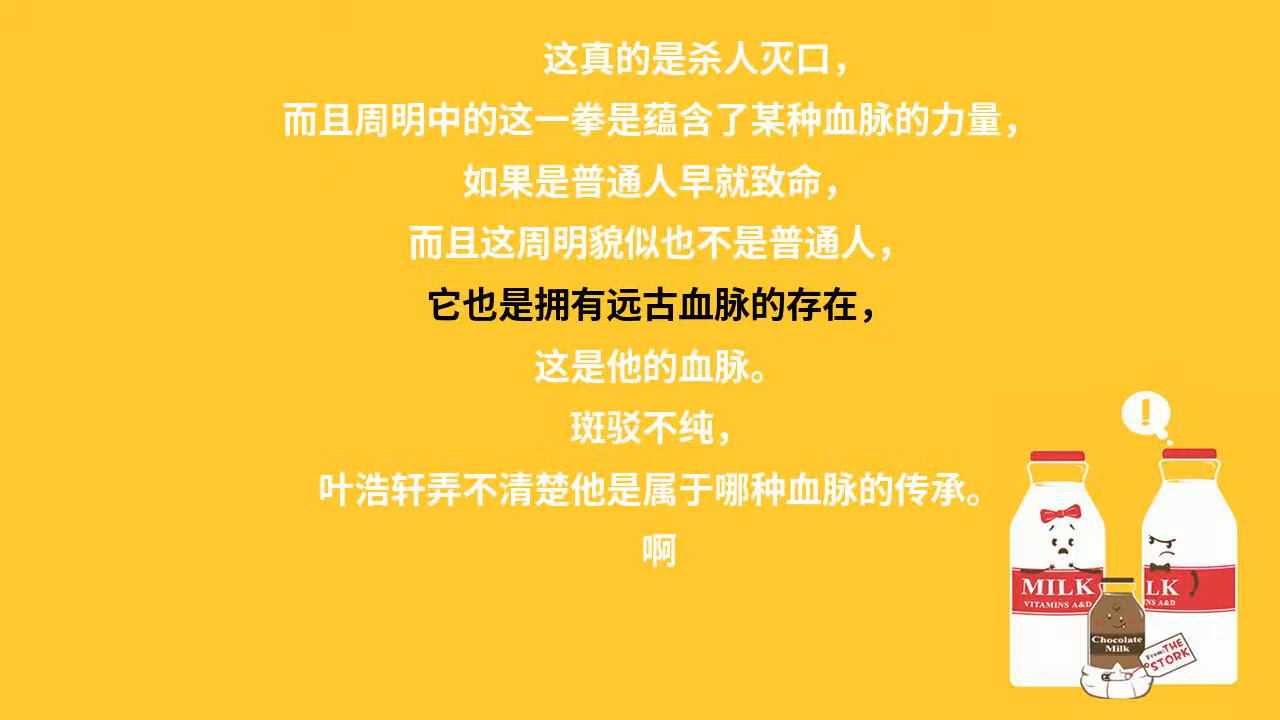 这真的是杀人灭口，
而且周明中的这一拳是蕴含了某种血脉的力量，
如果是普通人早就致命，
而且这周明貌似也不是普通人，
它也是拥有远古血脉的存在，
这是他的血脉。
斑驳不纯，
叶浩轩弄不清楚他是属于哪种血脉的传承。
啊
!
MILK
VITAMINS A&D
LK
NS A&D
Chocolate
Milk
From: THE
STORK